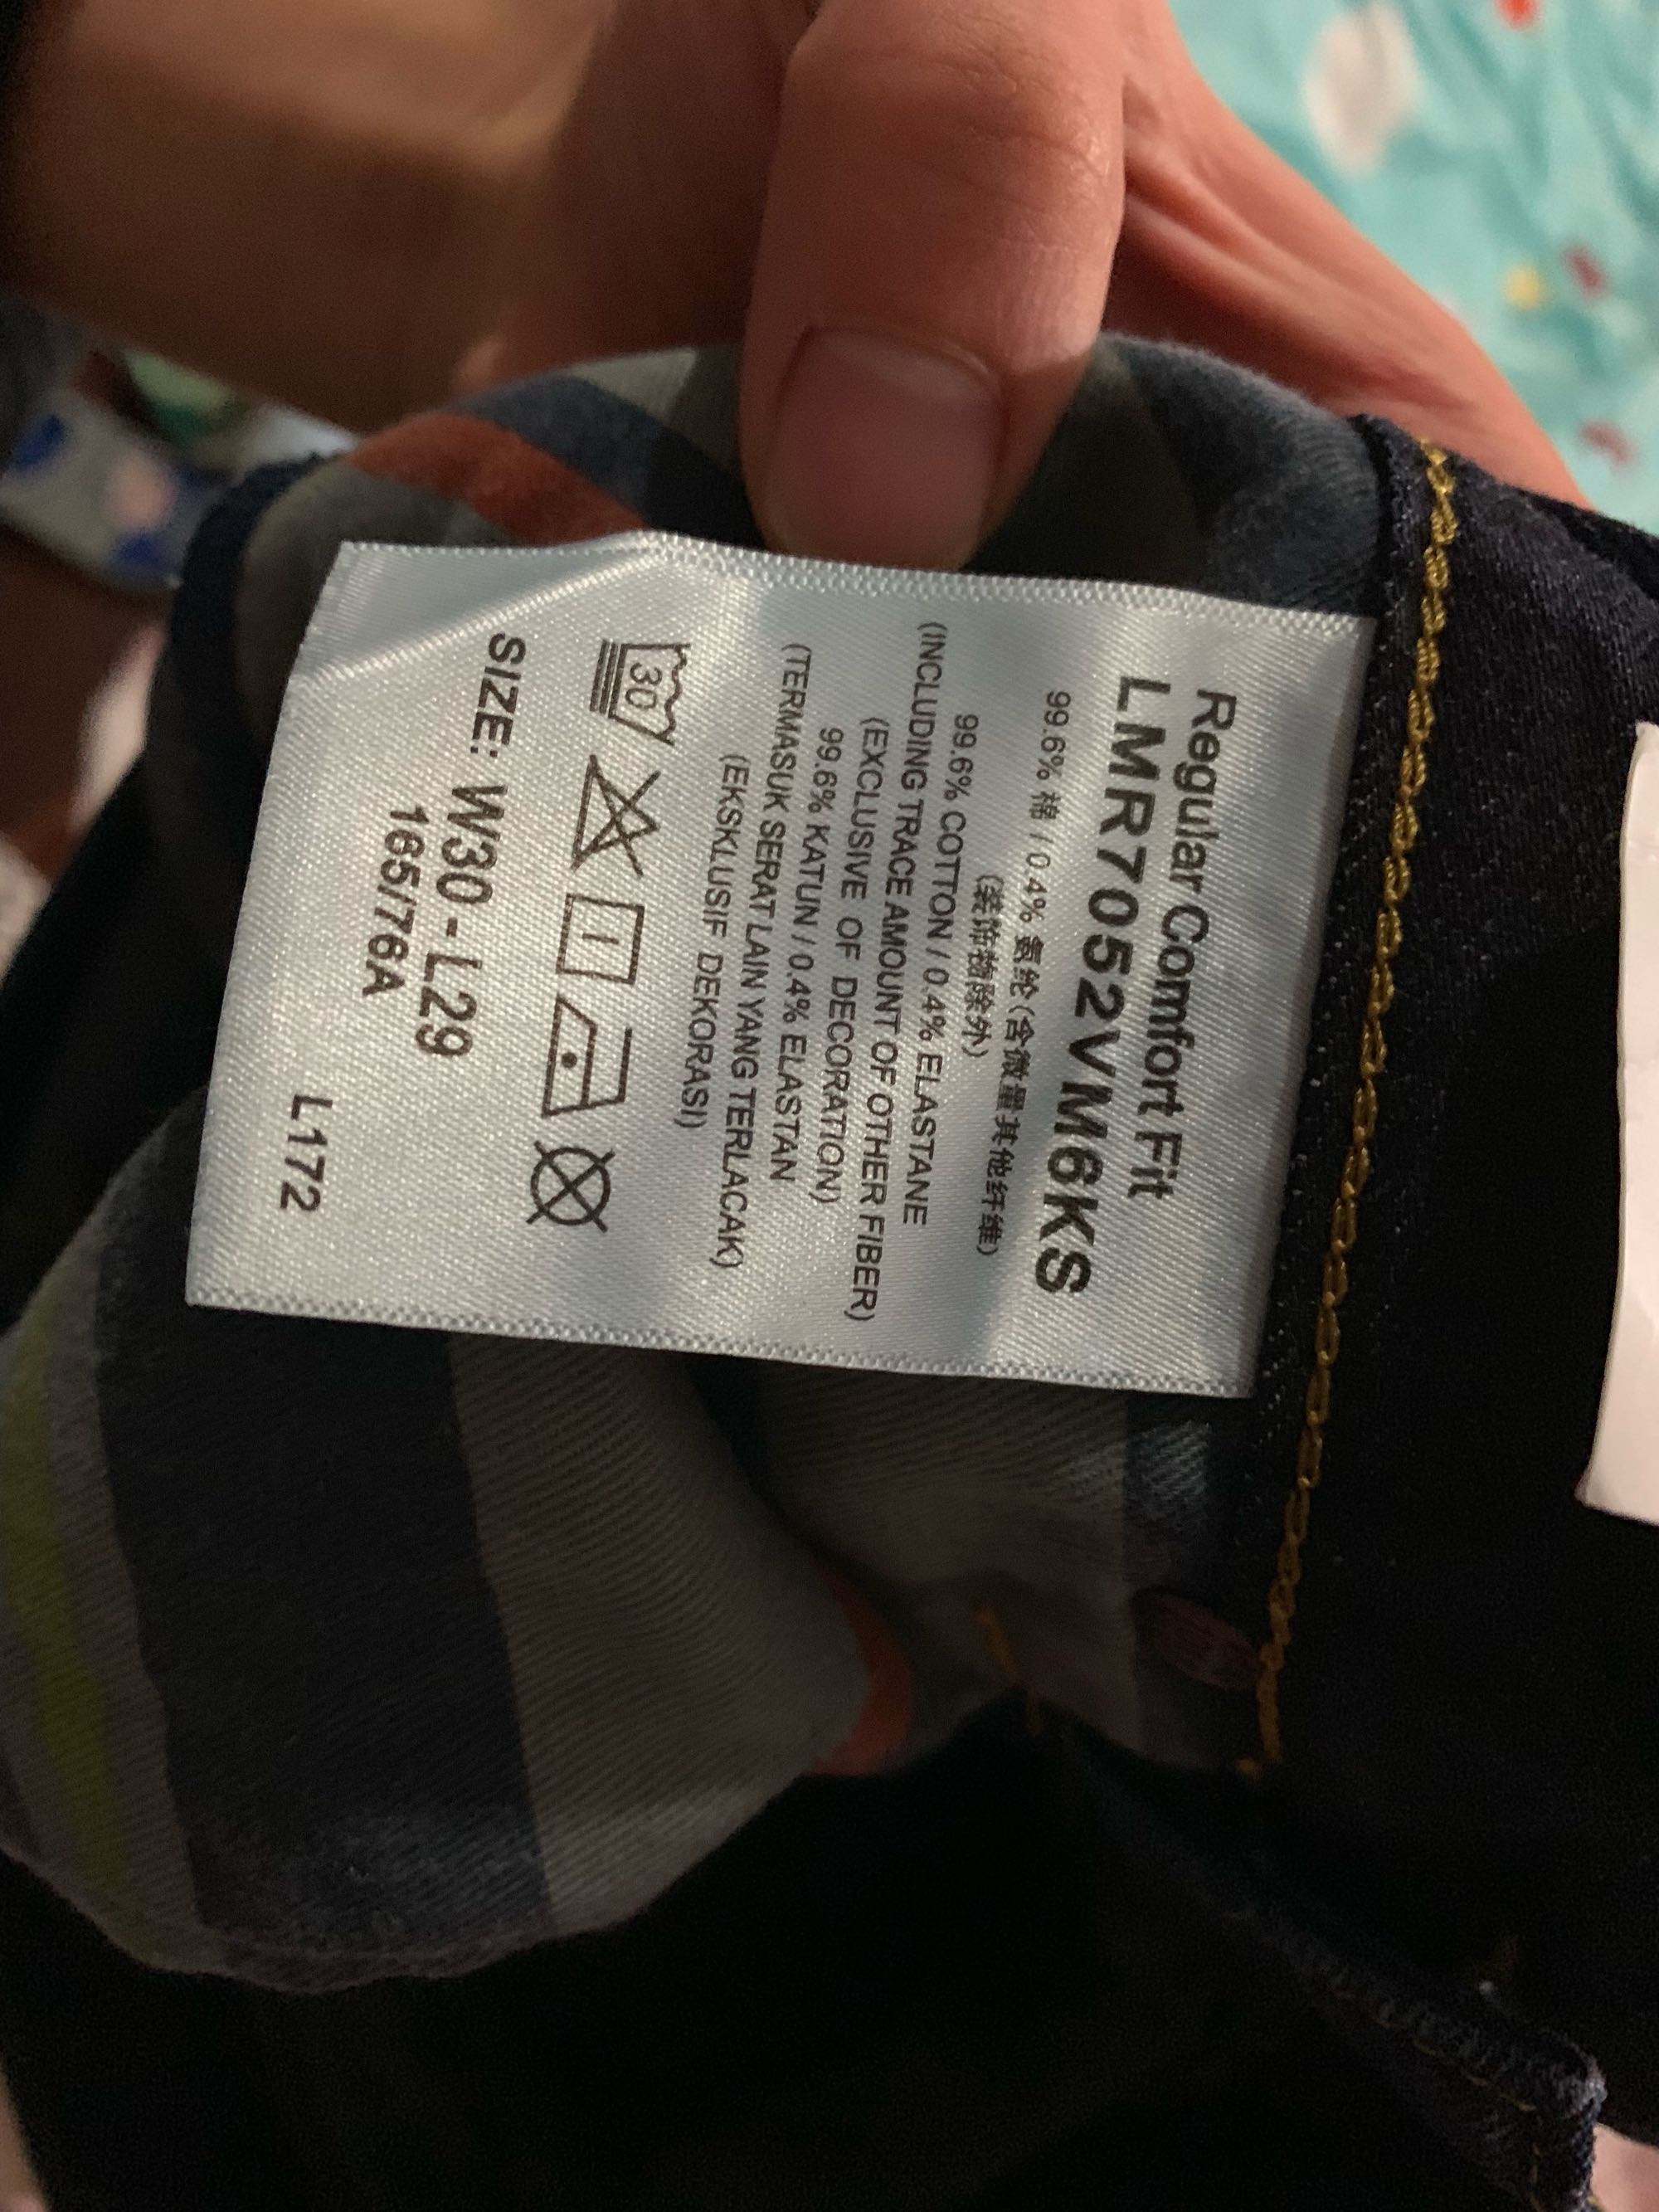 Regular Comfort Fit
LMR7052VM6KS
99.6% 棉 / 0.4% 氨纶 (含微量其他纤维)
(装饰物除外)
99.6% COTTON / 0.4% ELASTANE
(INCLUDING TRACE AMOUNT OF OTHER FIBER)
(EXCLUSIVE OF DECORATION)
99.6% KATUN / 0.4% ELASTAN
(TERMASUK SERAT LAIN YANG TERLACAK)
(EKSKLUSIF DEKORASI)
30
SIZE: W30 - L29
165/76A
L172